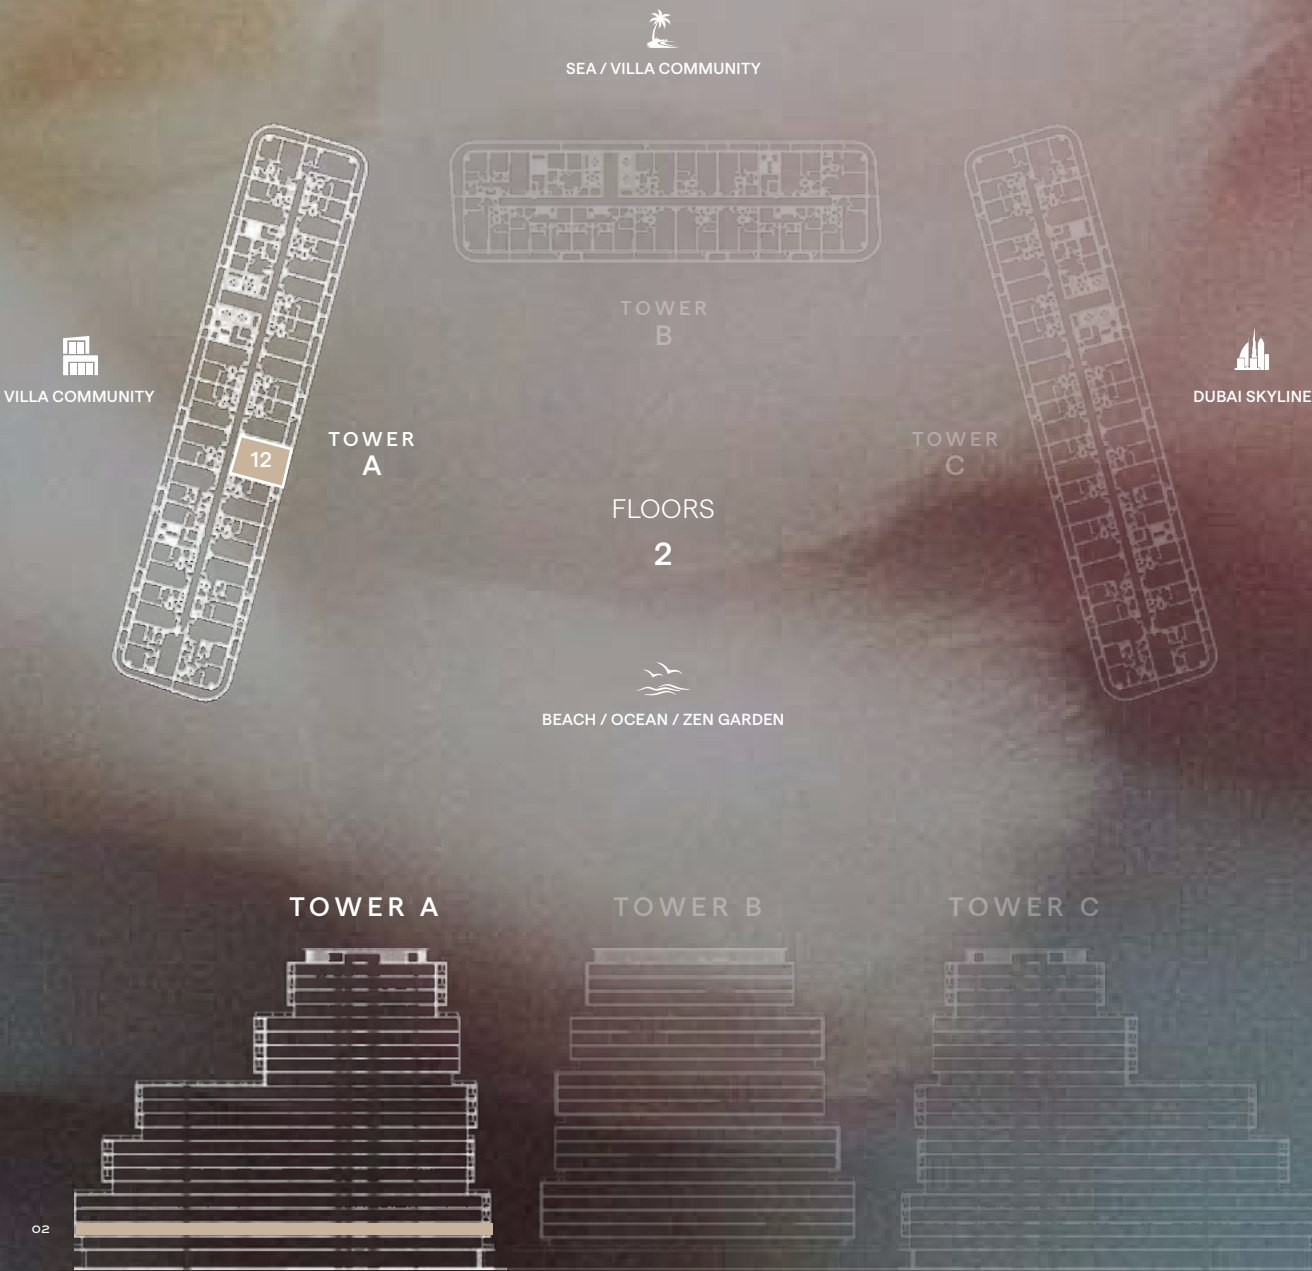 SEA / VILLA COMMUNITY
TOWER
B
VILLA COMMUNITY
DUBAI SKYLINE
TOWER
A
12
TOWER
C
FLOORS
2
BEACH / OCEAN / ZEN GARDEN
TOWER A
TOWER B
TOWER C
02